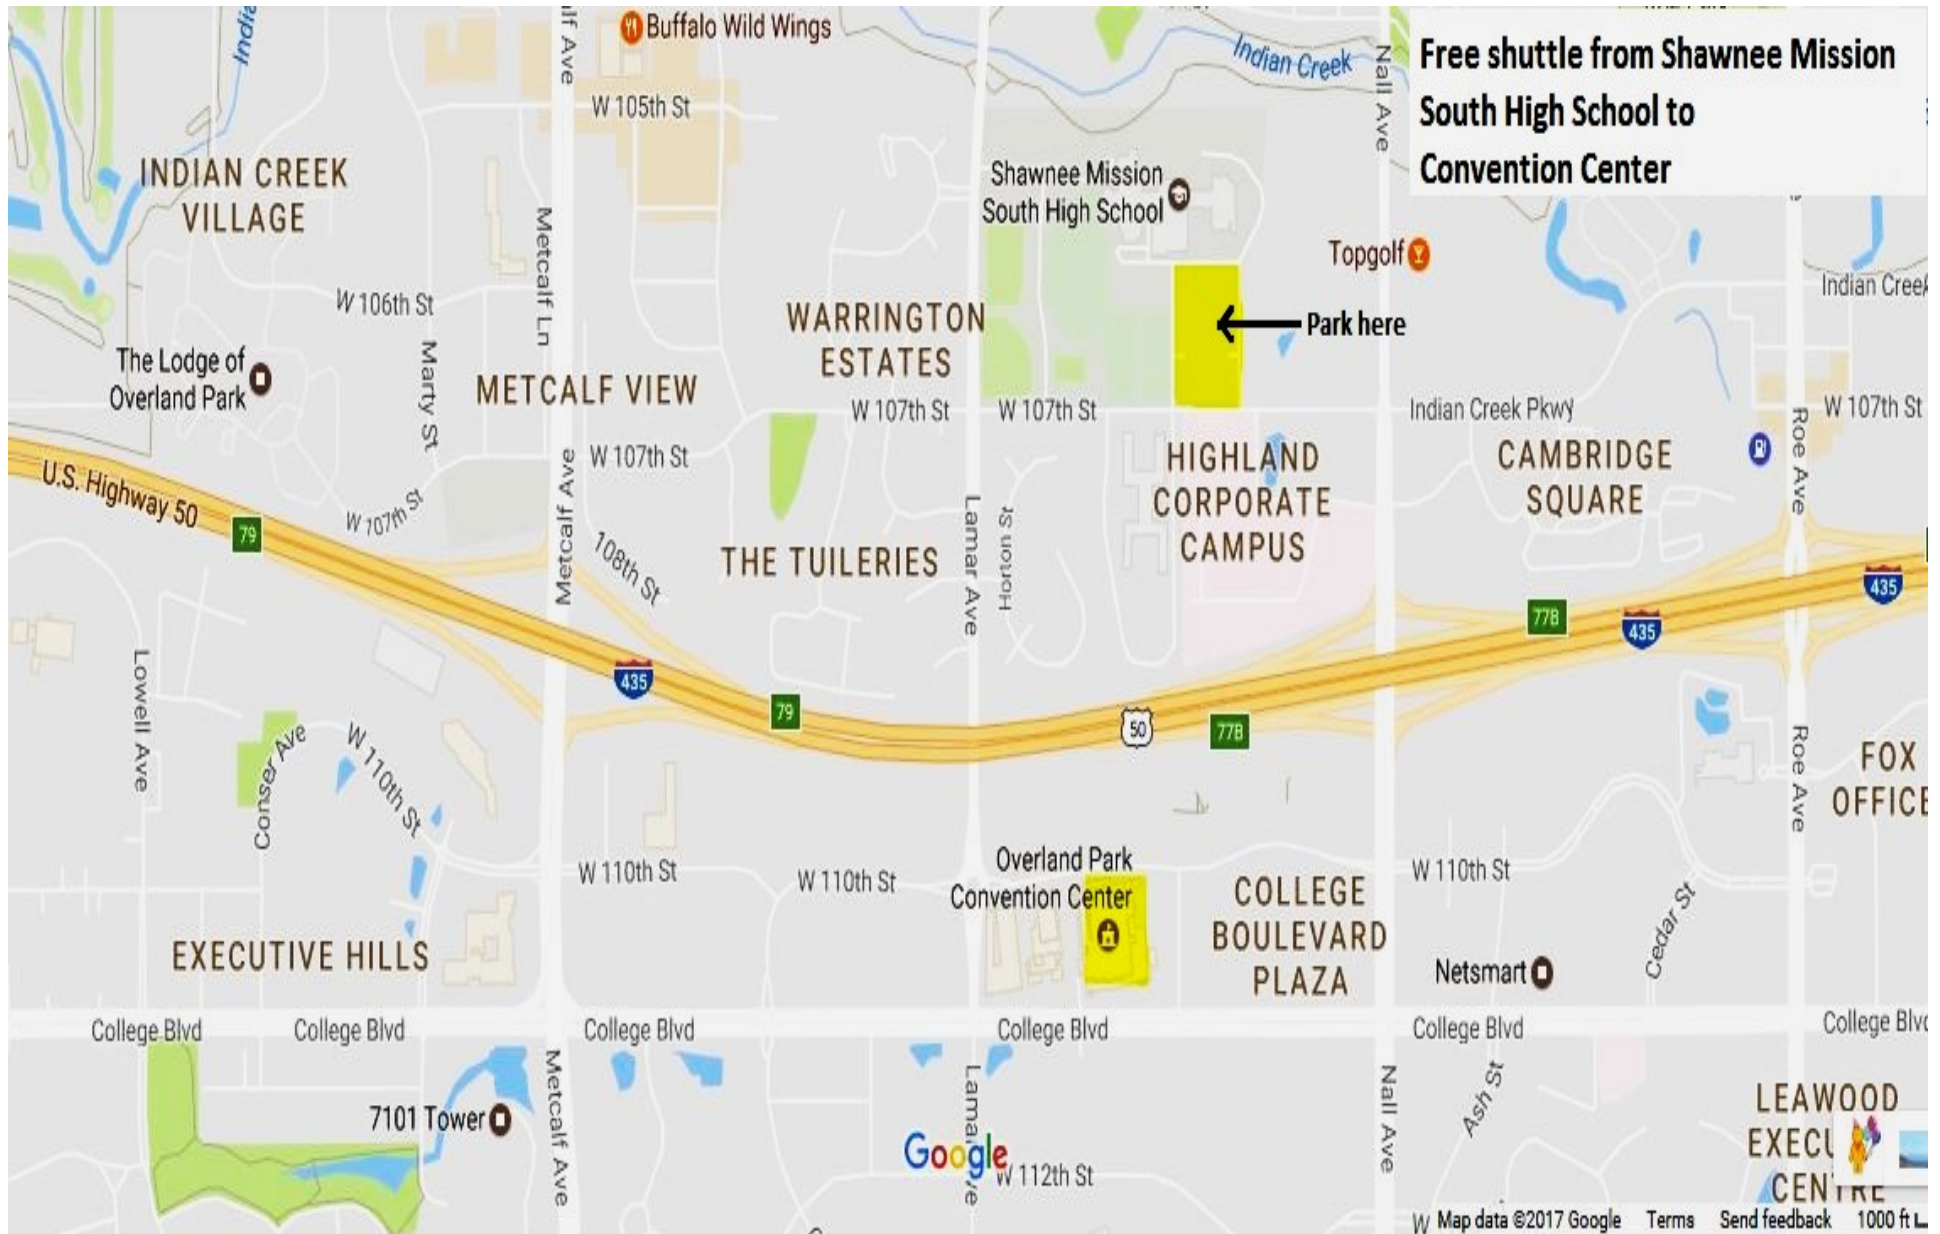 Free shuttle from Shawnee Mission
South High School to
Convention Center
Buffalo Wild Wings
W 105th St
Indian Creek
Nall Ave
INDIAN CREEK
VILLAGE
Metcalf Ln
Shawnee Mission
South High School
Topgolf
W 106th St
WARRINGTON
ESTATES
Park here
The Lodge of
Overland Park
Marty St
METCALF VIEW
W 107th St
W 107th St
Indian Creek Pkwy
W 107th St
Roe Ave
U.S. Highway 50
79
W 107th St
Metcalf Ave
W 107th St
108th St
THE TUILERIES
Lamar Ave
Horton St
HIGHLAND
CORPORATE
CAMPUS
CAMBRIDGE
SQUARE
435
77B
435
435
79
50
77B
Lowell Ave
Conser Ave
W 110th St
Roe Ave
FOX
OFFICE
W 110th St
W 110th St
Overland Park
Convention Center
W 110th St
COLLEGE
BOULEVARD
PLAZA
EXECUTIVE HILLS
Netsmart
Cedar St
College Blvd
College Blvd
College Blvd
College Blvd
College Blvd
7101 Tower
Metcalf Ave
Nall Ave
Ash St
LEAWOOD
CENTRE
Google
W 112th St
Map data ©2017 Google
Terms
Send feedback
1000 ft